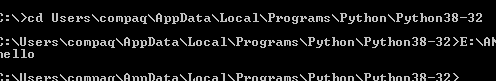 C:\>cd Users\compaq\AppData\Local\Programs\Python\Python38-32
C:\Users\compaq\AppData\Local\Programs\Python\Python38-32>E:\AN
hello
C:\Users\compaq\AppData\Local\Programs\Python\Python38-32>